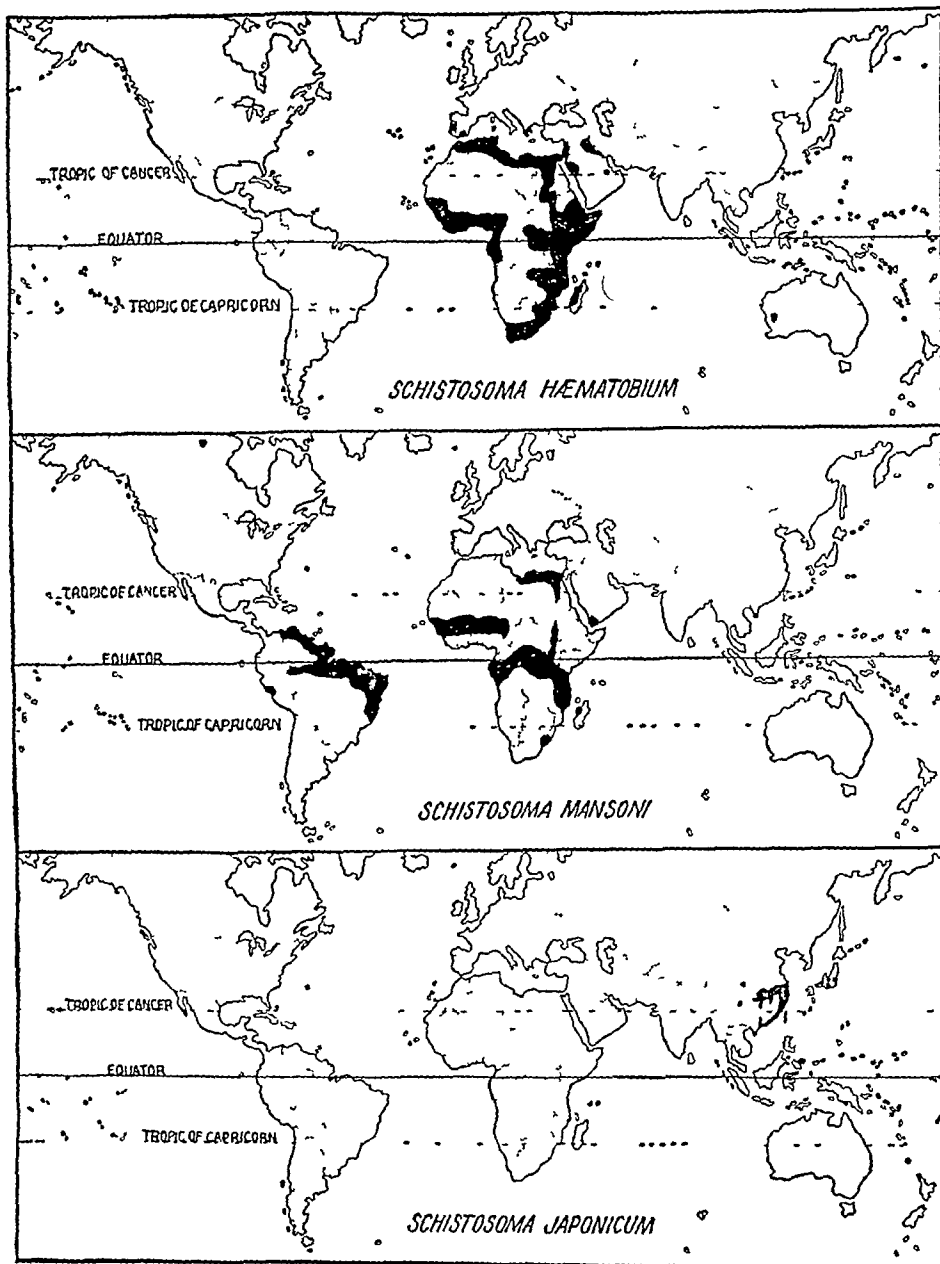 TROPIC OF CANCER
EQUATOR
TROPIC OF CAPRICORN
SCHISTOSOMA HÆMATOBIUM
TROPIC OF CANCER
EQUATOR
TROPIC OF CAPRICORN
SCHISTOSOMA MANSONI
TROPIC OF CANCER
EQUATOR
TROPIC OF CAPRICORN
SCHISTOSOMA JAPONICUM